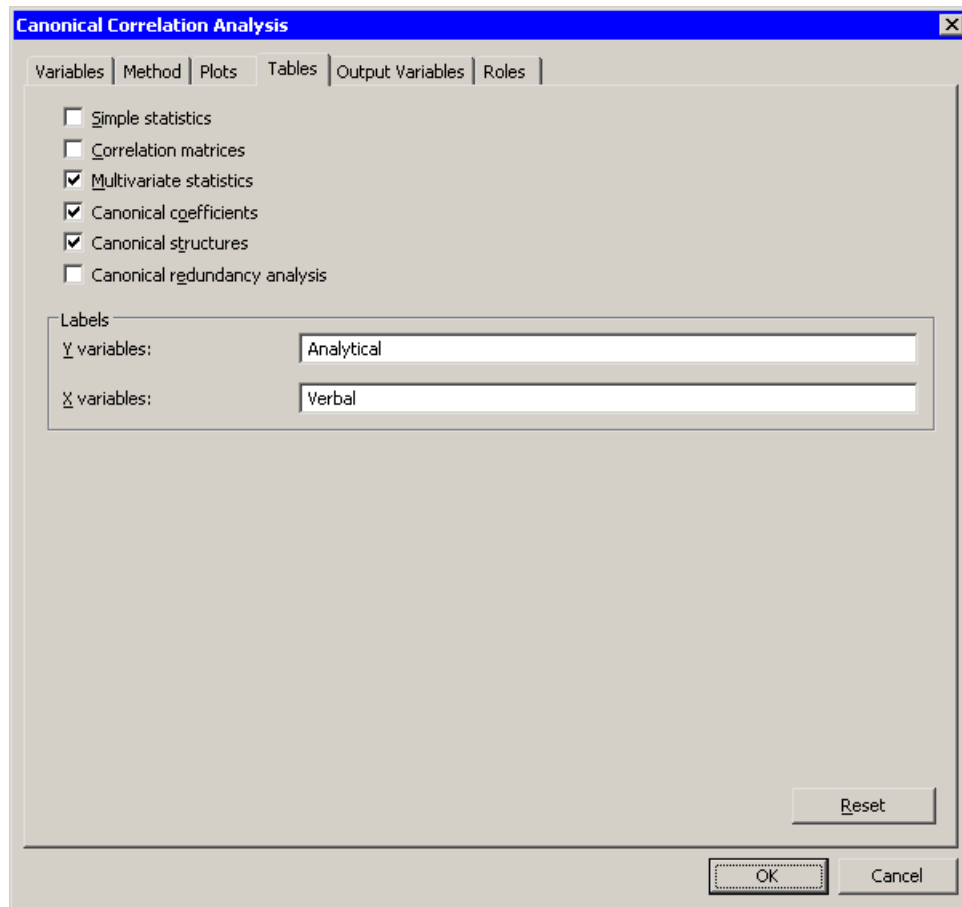 Canonical Correlation Analysis
Variables Method Plots Tables Output Variables Roles
Simple statistics
Correlation matrices
Multivariate statistics
Canonical coefficients
Canonical structures
Canonical redundancy analysis
Labels
Y variables: Analytical
X variables: Verbal
Reset
OK Cancel